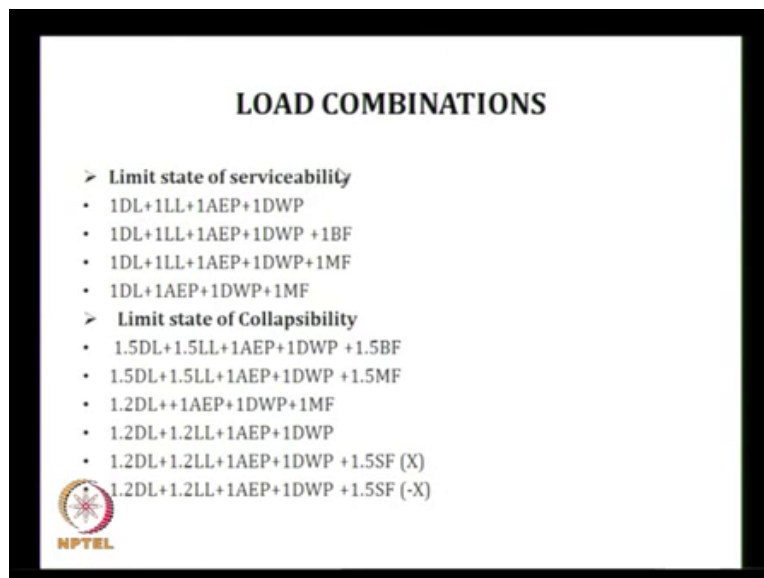 LOAD COMBINATIONS
➢ Limit state of serviceability
• 1DL+1LL+1AEP+1DWP
• 1DL+1LL+1AEP+1DWP +1BF
• 1DL+1LL+1AEP+1DWP+1MF
• 1DL+1AEP+1DWP+1MF
➢ Limit state of Collapsibility
• 1.5DL+1.5LL+1AEP+1DWP +1.5BF
• 1.5DL+1.5LL+1AEP+1DWP +1.5MF
• 1.2DL++1AEP+1DWP+1MF
• 1.2DL+1.2LL+1AEP+1DWP
• 1.2DL+1.2LL+1AEP+1DWP +1.5SF (X)
1.2DL+1.2LL+1AEP+1DWP +1.5SF (-X)
NPTEL